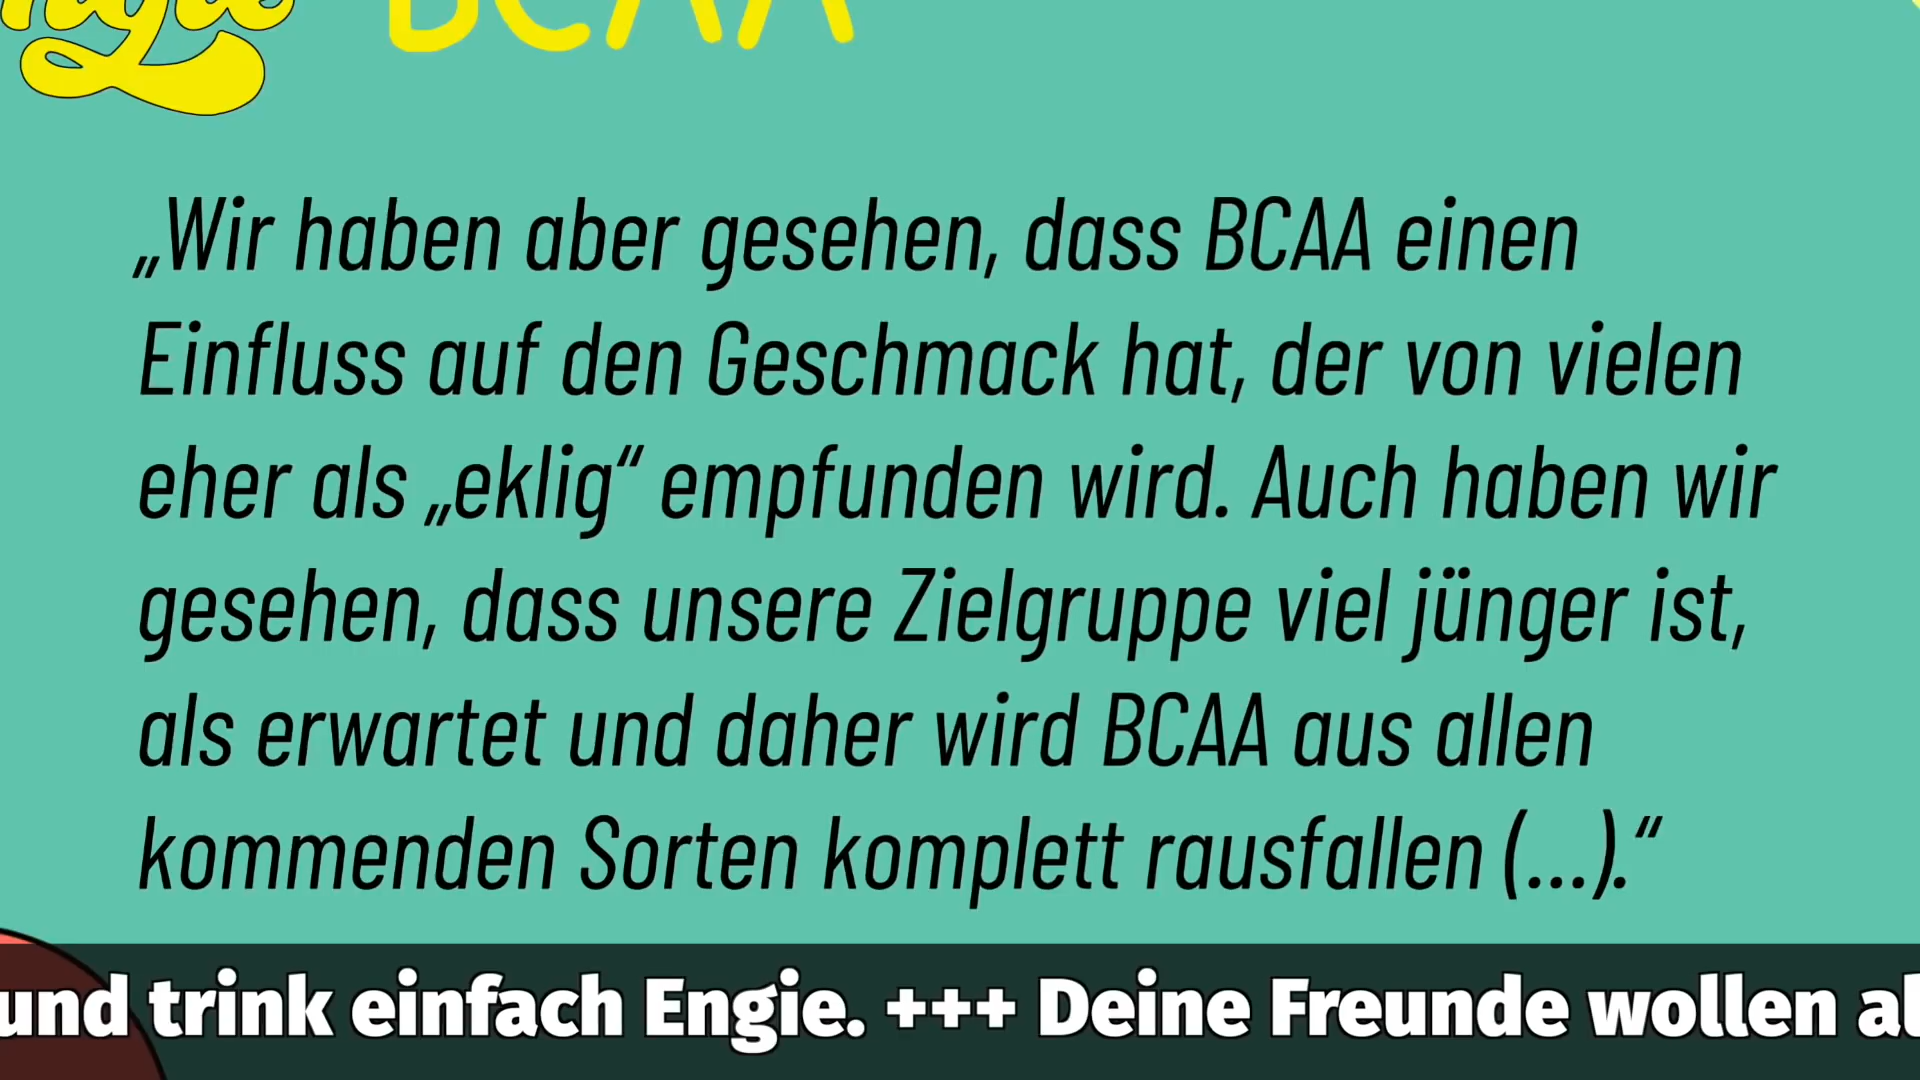 Engie BCAA
„Wir haben aber gesehen, dass BCAA einen
Einfluss auf den Geschmack hat, der von vielen
eher als „eklig“ empfunden wird. Auch haben wir
gesehen, dass unsere Zielgruppe viel jünger ist,
als erwartet und daher wird BCAA aus allen
kommenden Sorten komplett rausfallen (...).“
und trink einfach Engie. +++ Deine Freunde wollen